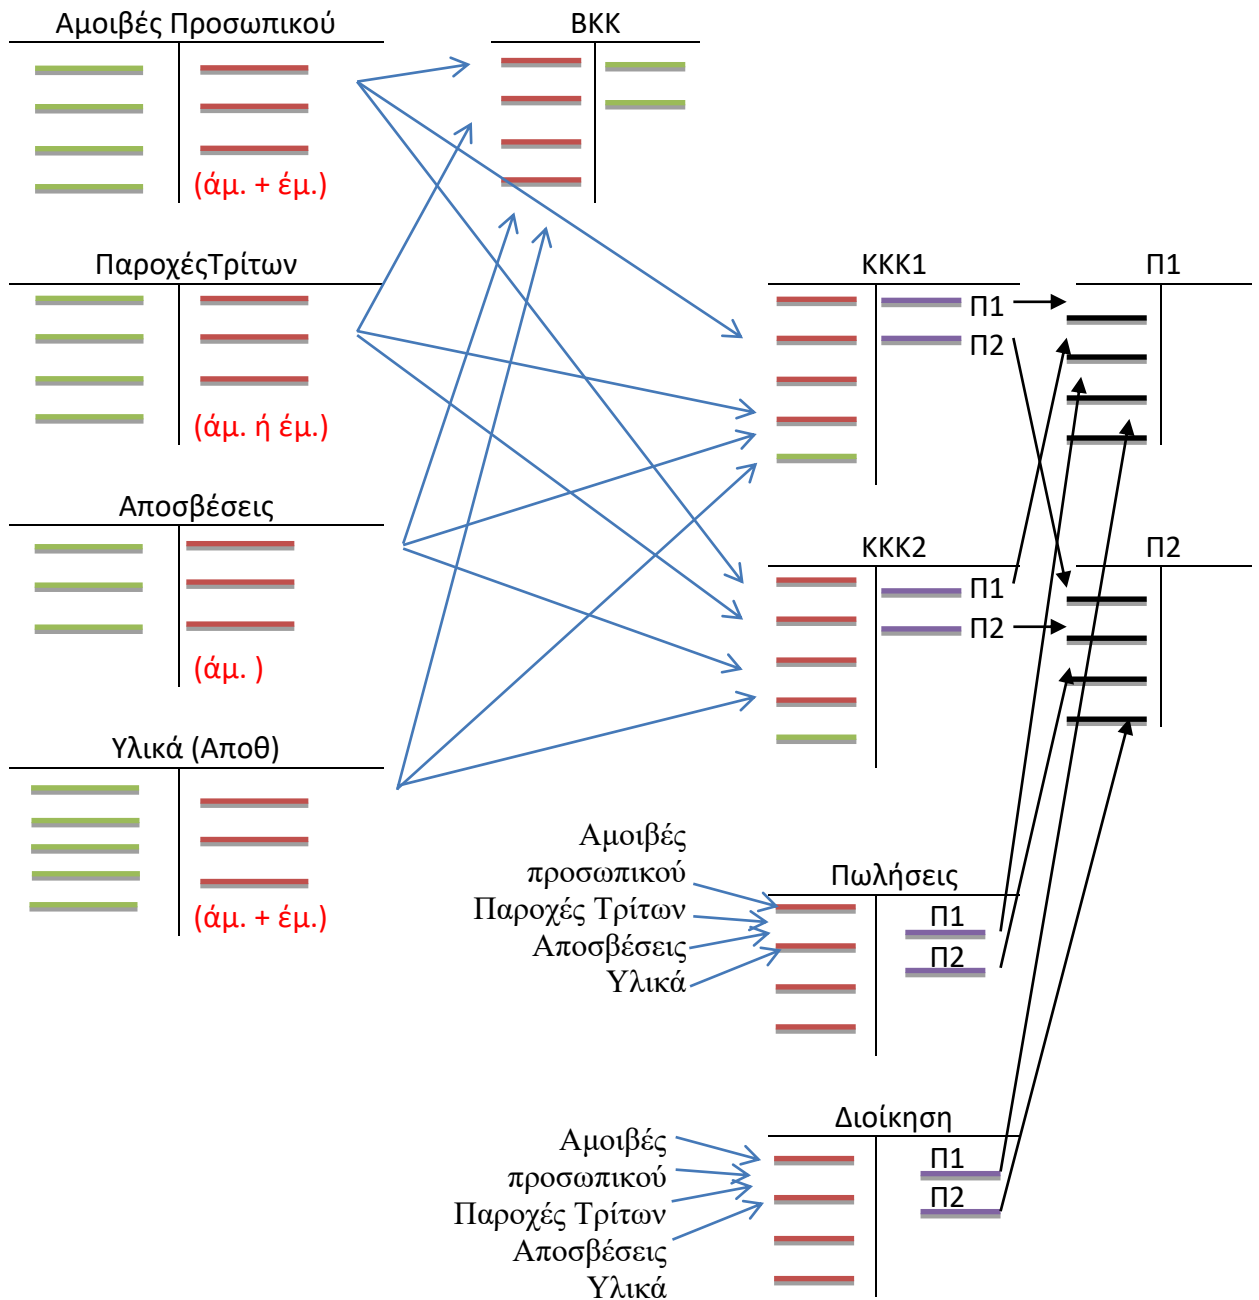 Αμοιβές Προσωπικού
ΒΚΚ
(άμ. + έμ.)
ΠαροχέςΤρίτων
ΚΚΚ1
Π1
Π1
Π2
(άμ. ή έμ.)
Αποσβέσεις
ΚΚΚ2
Π2
Π1
Π2
(άμ. )
Υλικά (Αποθ)
(άμ. + έμ.)
Αμοιβές
προσωπικού
Παροχές Τρίτων
Αποσβέσεις
Υλικά
Πωλήσεις
Π1
Π2
Διοίκηση
Αμοιβές
προσωπικού
Παροχές Τρίτων
Αποσβέσεις
Υλικά
Π1
Π2